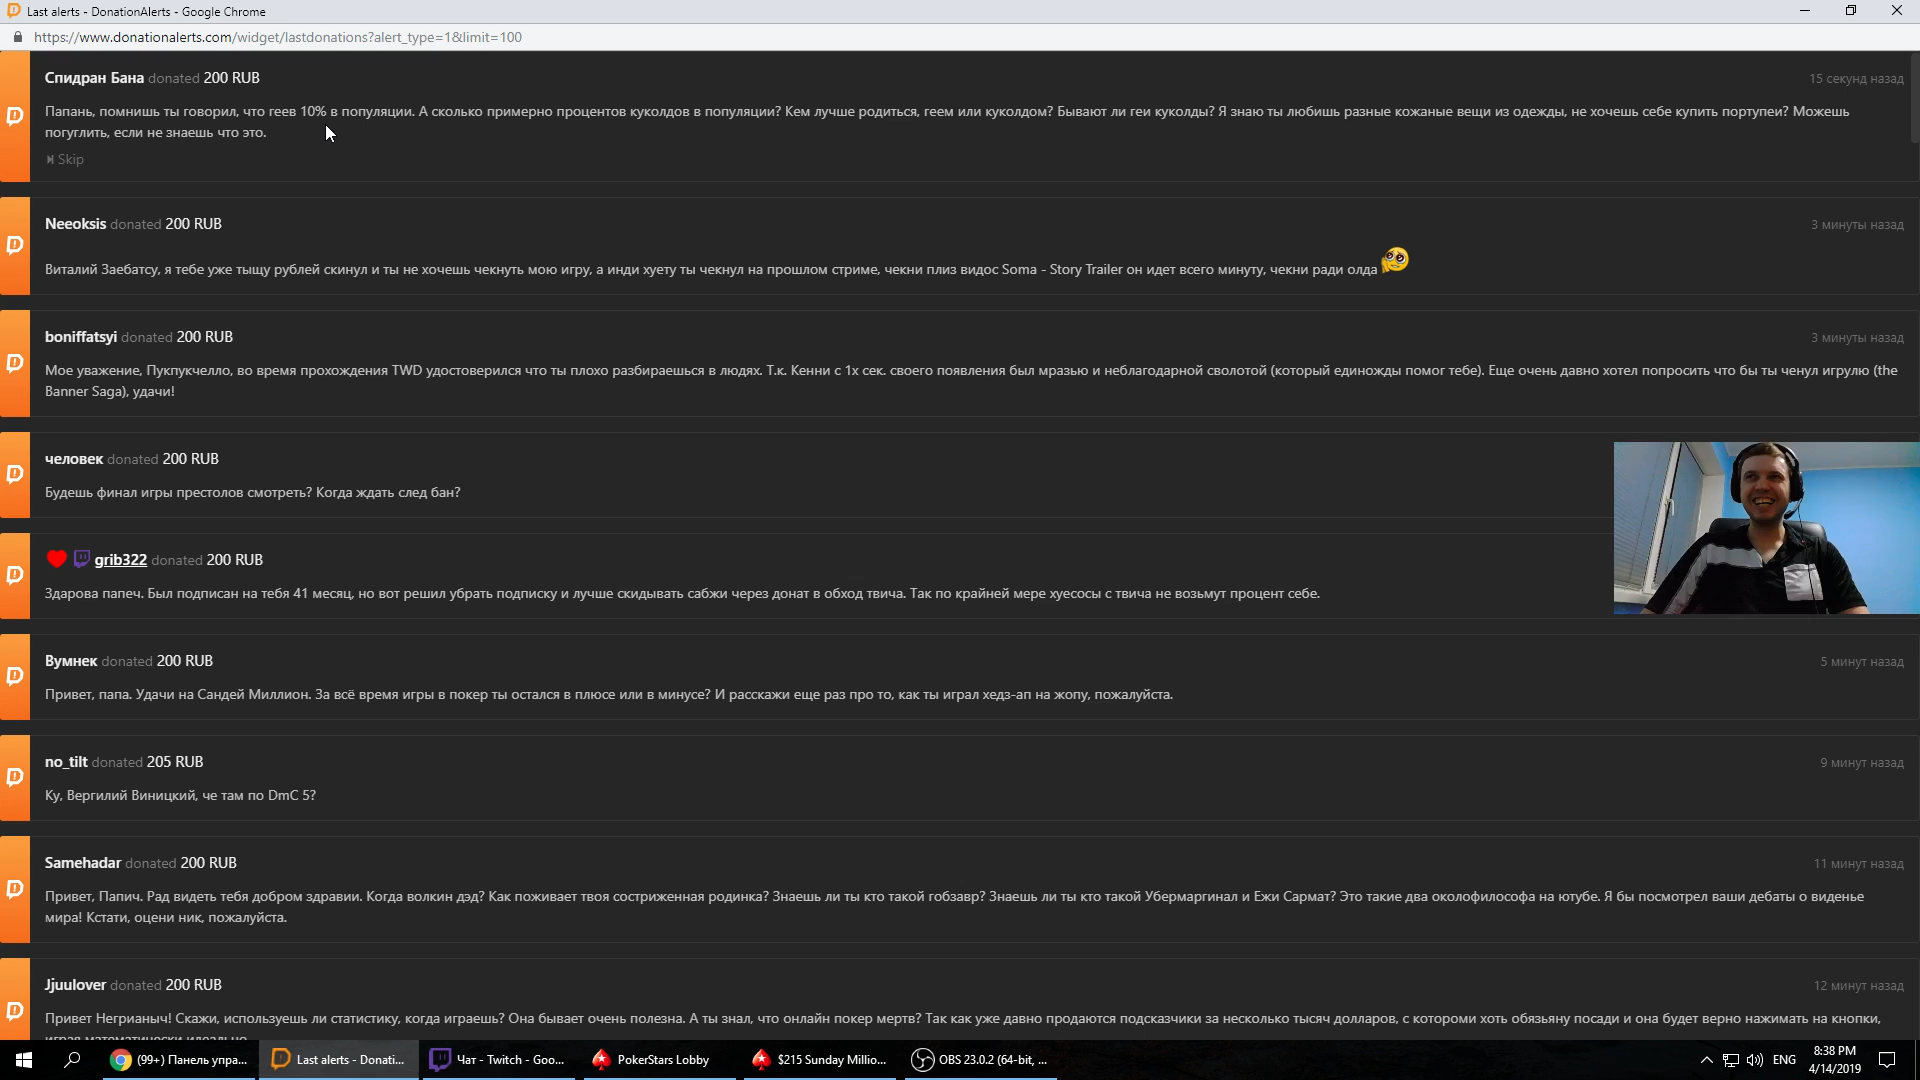 Last alerts - DonationAlerts - Google Chrome
https://www.donationalerts.com/widget/lastdonations?alert_type=1&limit=100
Спидран Бана donated 200 RUB
15 секунд назад
Папань, помнишь ты говорил, что геев 10% в популяции. А сколько примерно процентов куколдов в популяции? Кем лучше родиться, геем или куколдом? Бывают ли геи куколды? Я знаю ты любишь разные кожаные вещи из одежды, не хочешь себе купить портупеи? Можешь
погуглить, если не знаешь что это.
Skip
Neeoksis donated 200 RUB
3 минуты назад
Виталий Заебатсу, я тебе уже тыщу рублей скинул и ты не хочешь чекнуть мою игру, а инди хуету ты чекнул на прошлом стриме, чекни плиз видос Soma - Story Trailer он идет всего минуту, чекни ради олда
boniffatsyi donated 200 RUB
3 минуты назад
Мое уважение, Пукпукчелло, во время прохождения TWD удостоверился что ты плохо разбираешься в людях. Т.к. Кенни с 1х сек. своего появления был мразью и неблагодарной сволотой (который единожды помог тебе). Еще очень давно хотел попросить что бы ты ченул игрулю (the
Banner Saga), удачи!
человек donated 200 RUB
Будешь финал игры престолов смотреть? Когда ждать след бан?
grib322 donated 200 RUB
Здарова папеч. Был подписан на тебя 41 месяц, но вот решил убрать подписку и лучше скидывать сабжи через донат в обход твича. Так по крайней мере хуесосы с твича не возьмут процент себе.
Вумнек donated 200 RUB
5 минут назад
Привет, папа. Удачи на Сандей Миллион. За всё время игры в покер ты остался в плюсе или в минусе? И расскажи еще раз про то, как ты играл хедз-ап на жопу, пожалуйста.
no_tilt donated 205 RUB
9 минут назад
Ку, Вергилий Виницкий, че там по DmC 5?
Samehadar donated 200 RUB
11 минут назад
Привет, Папич. Рад видеть тебя добром здравии. Когда волкин дэд? Как поживает твоя состриженная родинка? Знаешь ли ты кто такой гобзавр? Знаешь ли ты кто такой Убермаргинал и Ежи Сармат? Это такие два околофилософа на ютубе. Я бы посмотрел ваши дебаты о виденье
мира! Кстати, оцени ник, пожалуйста.
Jjuulover donated 200 RUB
12 минут назад
Привет Негрианыч! Скажи, используешь ли статистику, когда играешь? Она бывает очень полезна. А ты знал, что онлайн покер мертв? Так как уже давно продаются подсказчики за несколько тысяч долларов, с котороми хоть обязьяну посади и она будет верно нажимать на кнопки,
играя математически идеально
(99+) Панель упра...
Last alerts - Donati...
Чат - Twitch - Goo...
PokerStars Lobby
$215 Sunday Millio...
OBS 23.0.2 (64-bit, ...
ENG
8:38 PM
4/14/2019